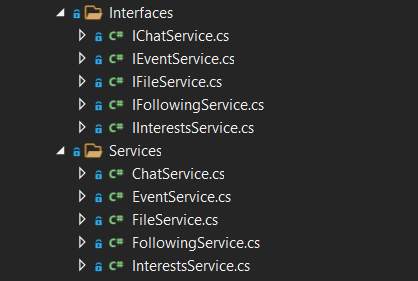 Interfaces
C# IChatService.cs
C# IEventService.cs
C# IFileService.cs
C# IFollowingService.cs
C# IInterestsService.cs
Services
C# ChatService.cs
C# EventService.cs
C# FileService.cs
C# FollowingService.cs
C# InterestsService.cs